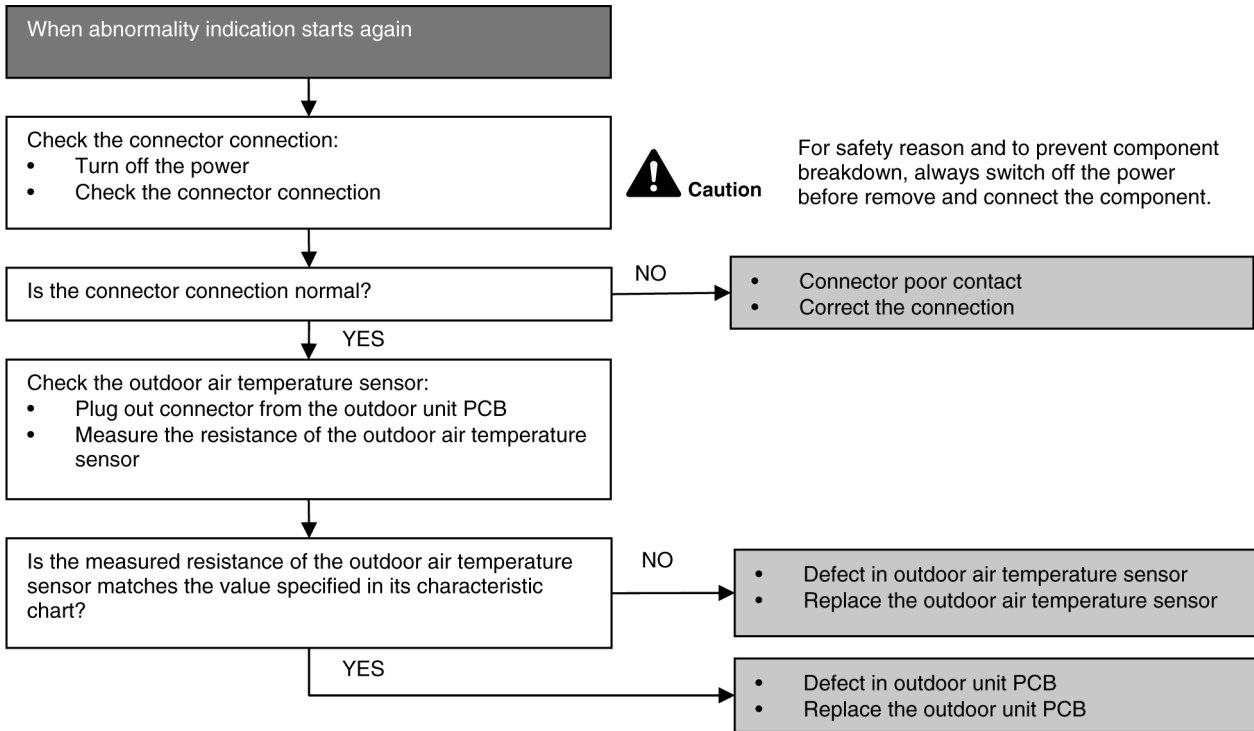 When abnormality indication starts again
Check the connector connection:
• Turn off the power
• Check the connector connection
Caution
For safety reason and to prevent component
breakdown, always switch off the power
before remove and connect the component.
Is the connector connection normal?
NO
• Connector poor contact
• Correct the connection
YES
Check the outdoor air temperature sensor:
• Plug out connector from the outdoor unit PCB
• Measure the resistance of the outdoor air temperature
sensor
Is the measured resistance of the outdoor air temperature
sensor matches the value specified in its characteristic
chart?
NO
• Defect in outdoor air temperature sensor
• Replace the outdoor air temperature sensor
YES
• Defect in outdoor unit PCB
• Replace the outdoor unit PCB